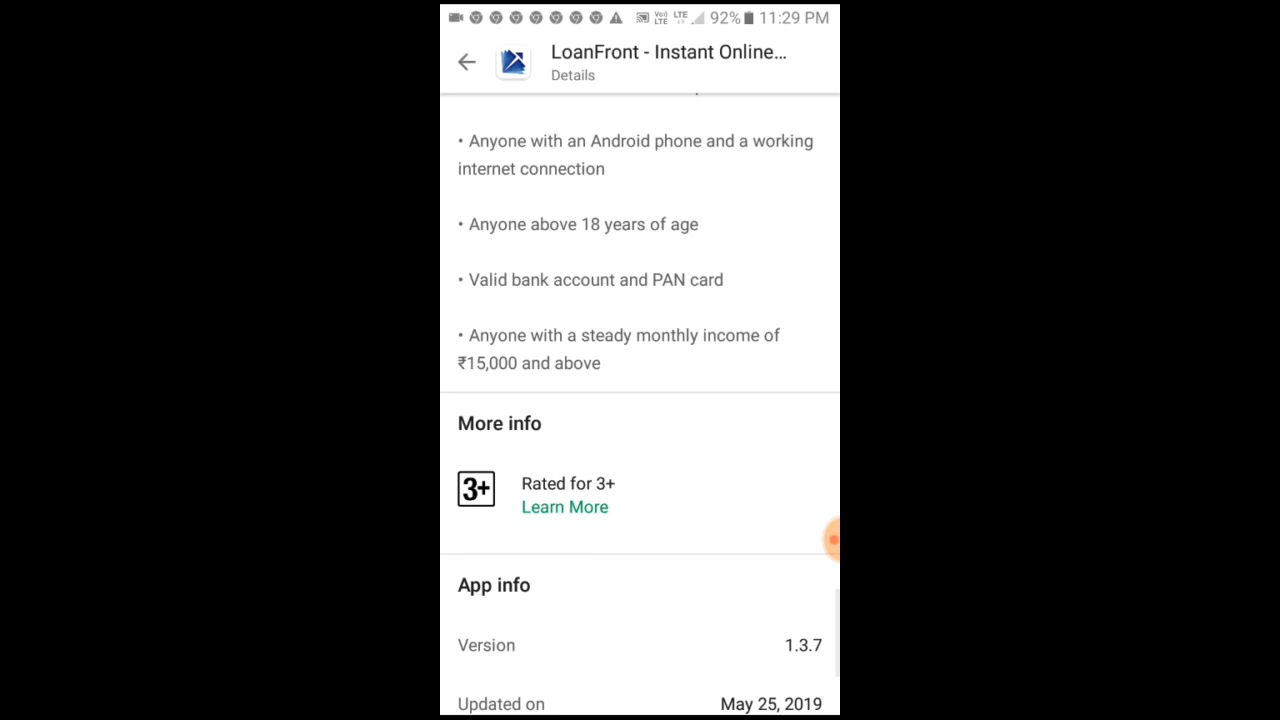 92% 11:29 PM
LoanFront - Instant Online...
Details
• Anyone with an Android phone and a working
internet connection
• Anyone above 18 years of age
• Valid bank account and PAN card
• Anyone with a steady monthly income of
₹15,000 and above
More info
3+ Rated for 3+
Learn More
App info
Version 1.3.7
Updated on May 25, 2019